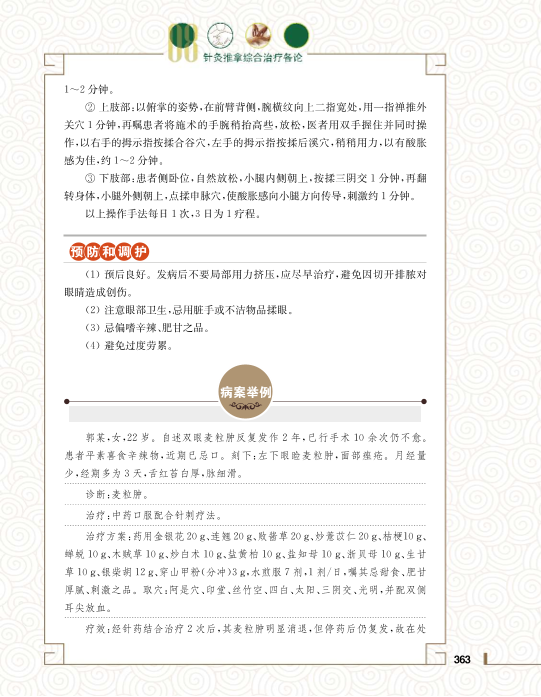 针灸推拿综合治疗备论
1～2 分钟。
② 上肢部:以俯掌的姿势,在前臂背侧,腕横纹向上二指宽处,用一指禅推外
关穴 1 分钟,再嘱患者将施术的手腕稍抬高些,放松,医者用双手握住并同时操
作,以右手的拇示指按揉合谷穴,左手的拇示指按揉后溪穴,稍稍用力,以有酸胀
感为佳,约 1～2 分钟。
③ 下肢部:患者侧卧位,自然放松,小腿内侧朝上,按揉三阴交 1 分钟,再翻
转身体,小腿外侧朝上,点揉申脉穴,使酸胀感向小腿方向传导,刺激约 1 分钟。
以上操作手法每日 1 次,3 日为 1 疗程。
预防和调护
(1) 预后良好。发病后不要局部用力挤压,应尽早治疗,避免因切开排脓对
眼睛造成创伤。
(2) 注意眼部卫生,忌用脏手或不洁物品揉眼。
(3) 忌偏嗜辛辣、肥甘之品。
(4) 避免过度劳累。
病案举例
郭某,女,22 岁。自述双眼麦粒肿反复发作 2 年,已行手术 10 余次仍不愈。
患者平素喜食辛辣物,近期已忌口。刻下:左下眼睑麦粒肿,面部痤疮。月经量
少,经期多为 3 天,舌红苔白厚,脉细滑。
诊断:麦粒肿。
治疗:中药口服配合针刺疗法。
治疗方案:药用金银花 20 g、连翘 20 g、败酱草 20 g、炒薏苡仁 20 g、桔梗10 g、
蝉蜕 10 g、木贼草 10 g、炒白术 10 g、盐黄柏 10 g、盐知母 10 g、浙贝母 10 g、生甘
草 10 g、银柴胡 12 g、穿山甲粉(分冲)3 g,水煎服 7 剂,1 剂/日,嘱其忌甜食、肥甘
厚腻、刺激之品。取穴:阿是穴、印堂、丝竹空、四白、太阳、三阴交、光明,并配双侧
耳尖放血。
疗效:经针药结合治疗 2 次后,其麦粒肿明显消退,但停药后仍复发,故在处
363